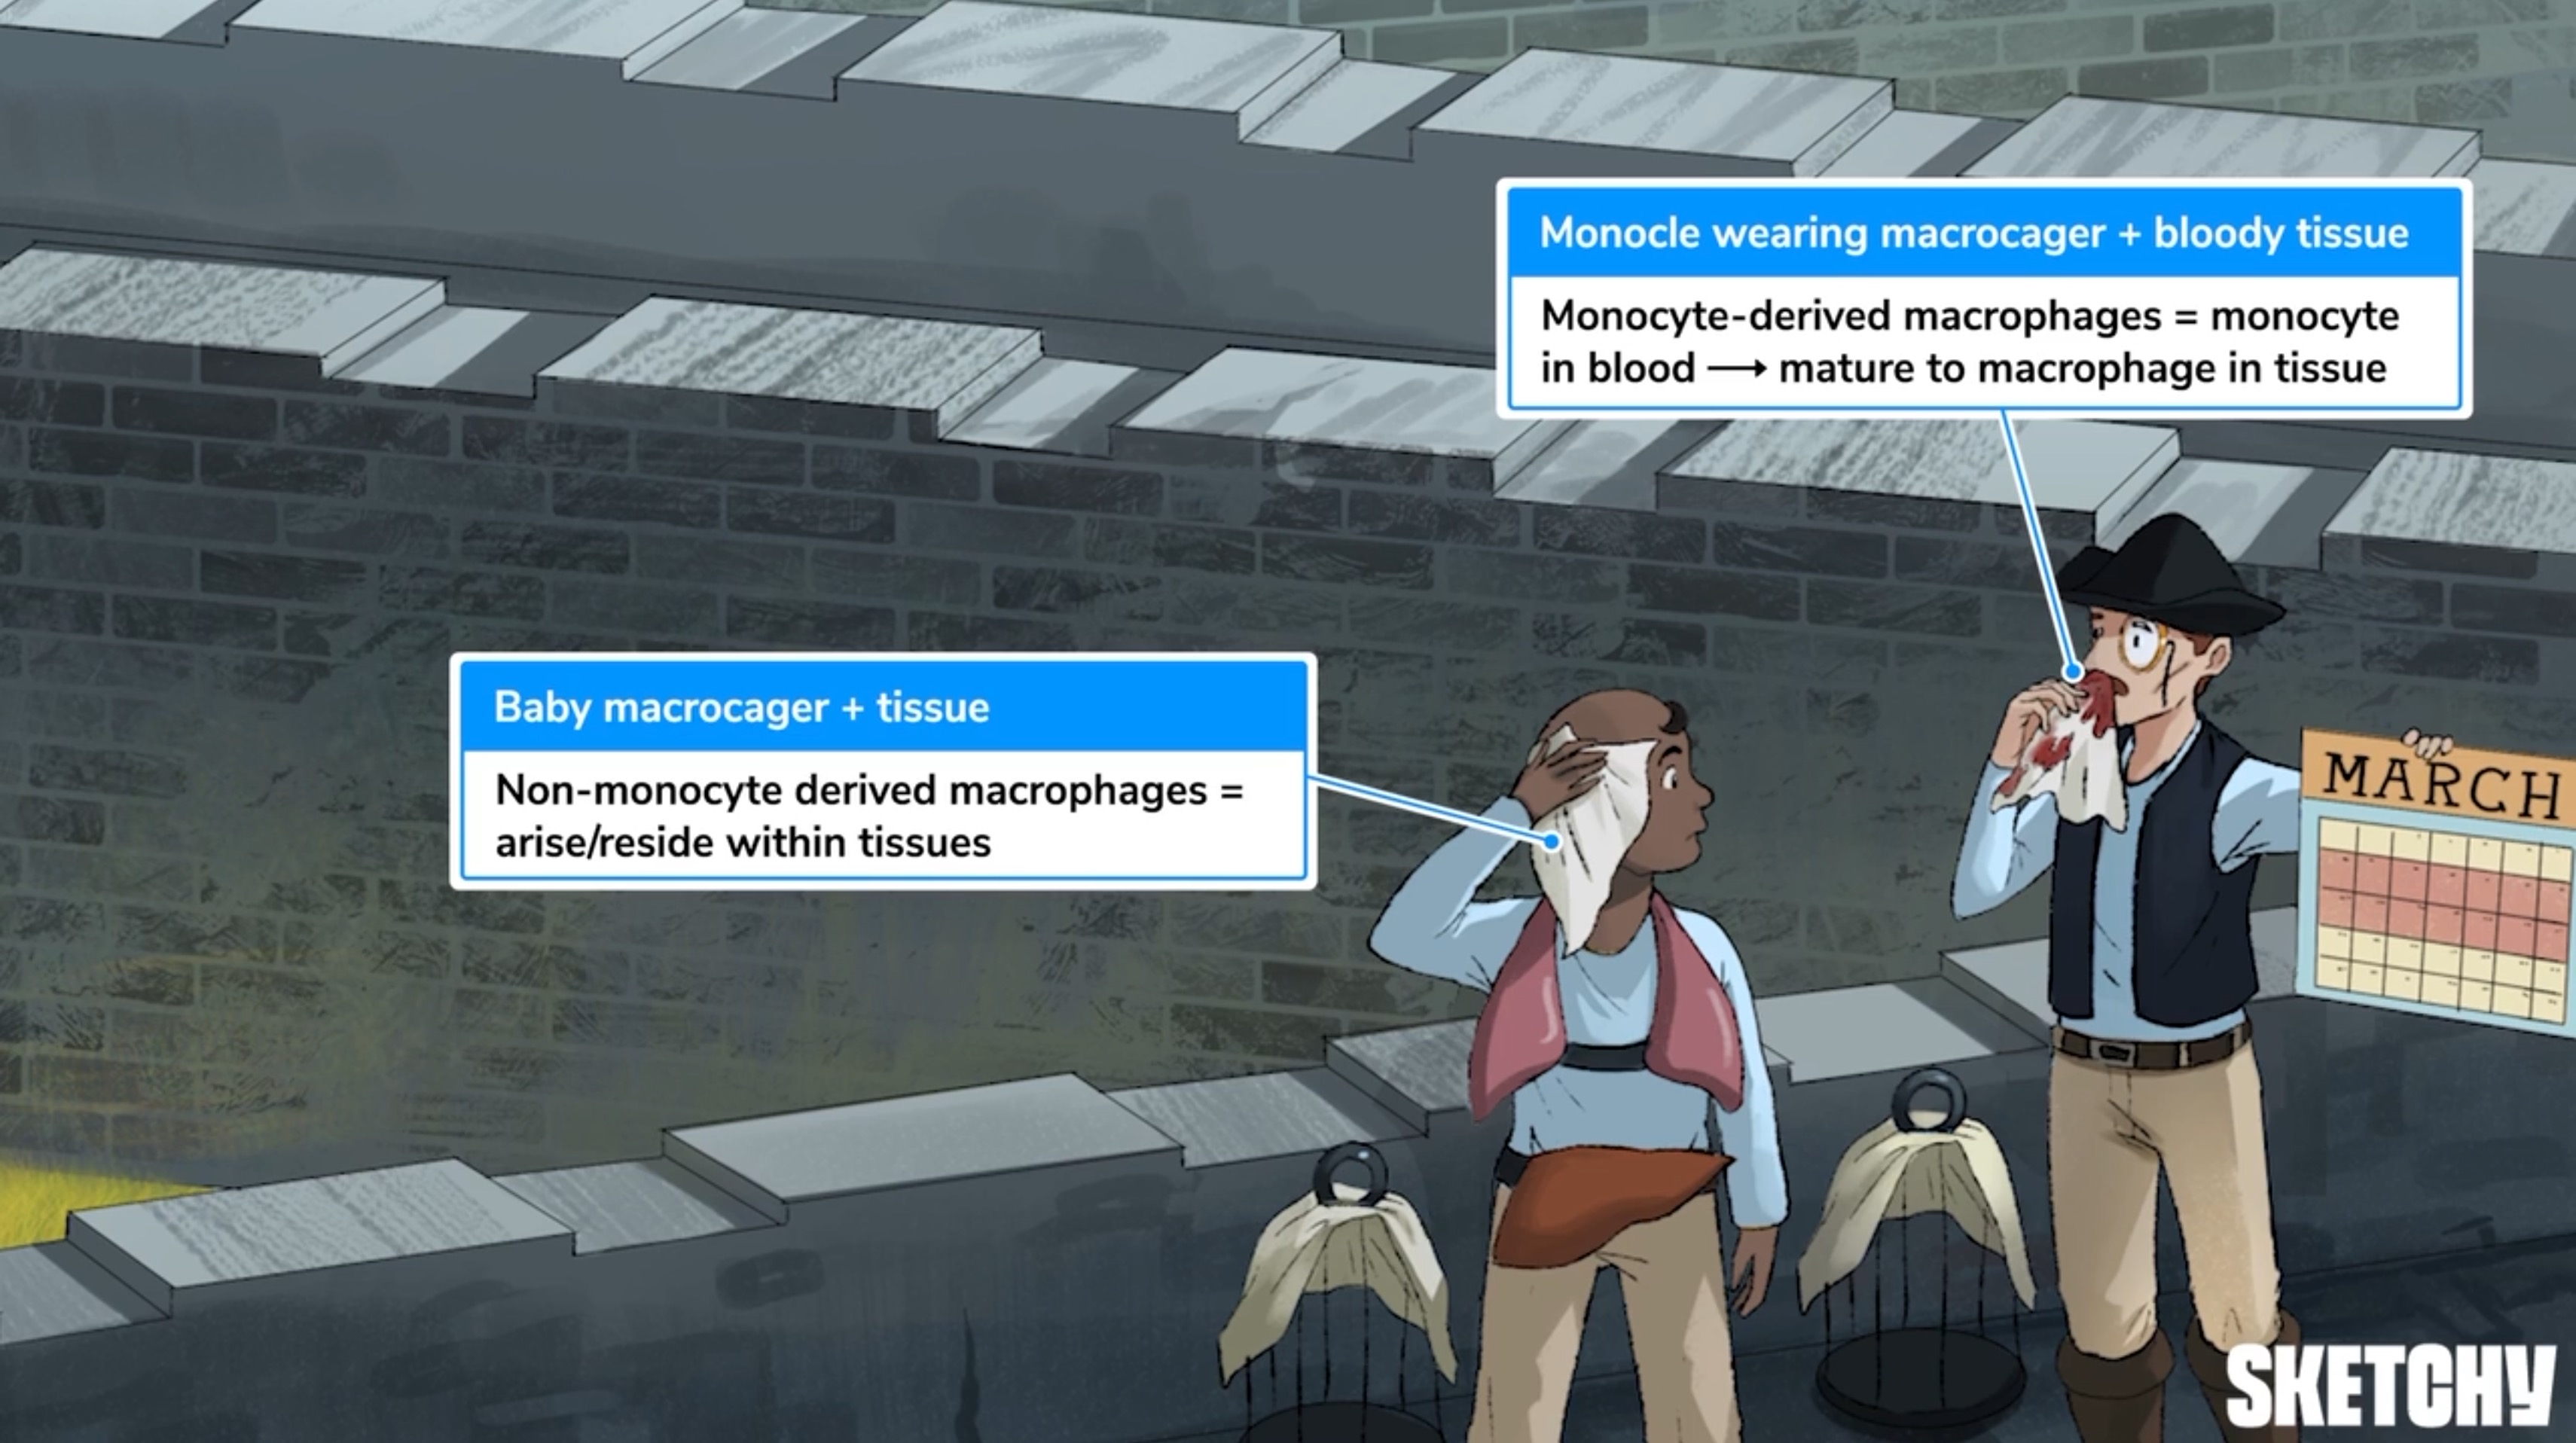 Monocle wearing macrocager + bloody tissue
Monocyte-derived macrophages = monocyte
in blood ⟶ mature to macrophage in tissue
Baby macrocager + tissue
Non-monocyte derived macrophages =
arise/reside within tissues
MARCH
SKETCHY